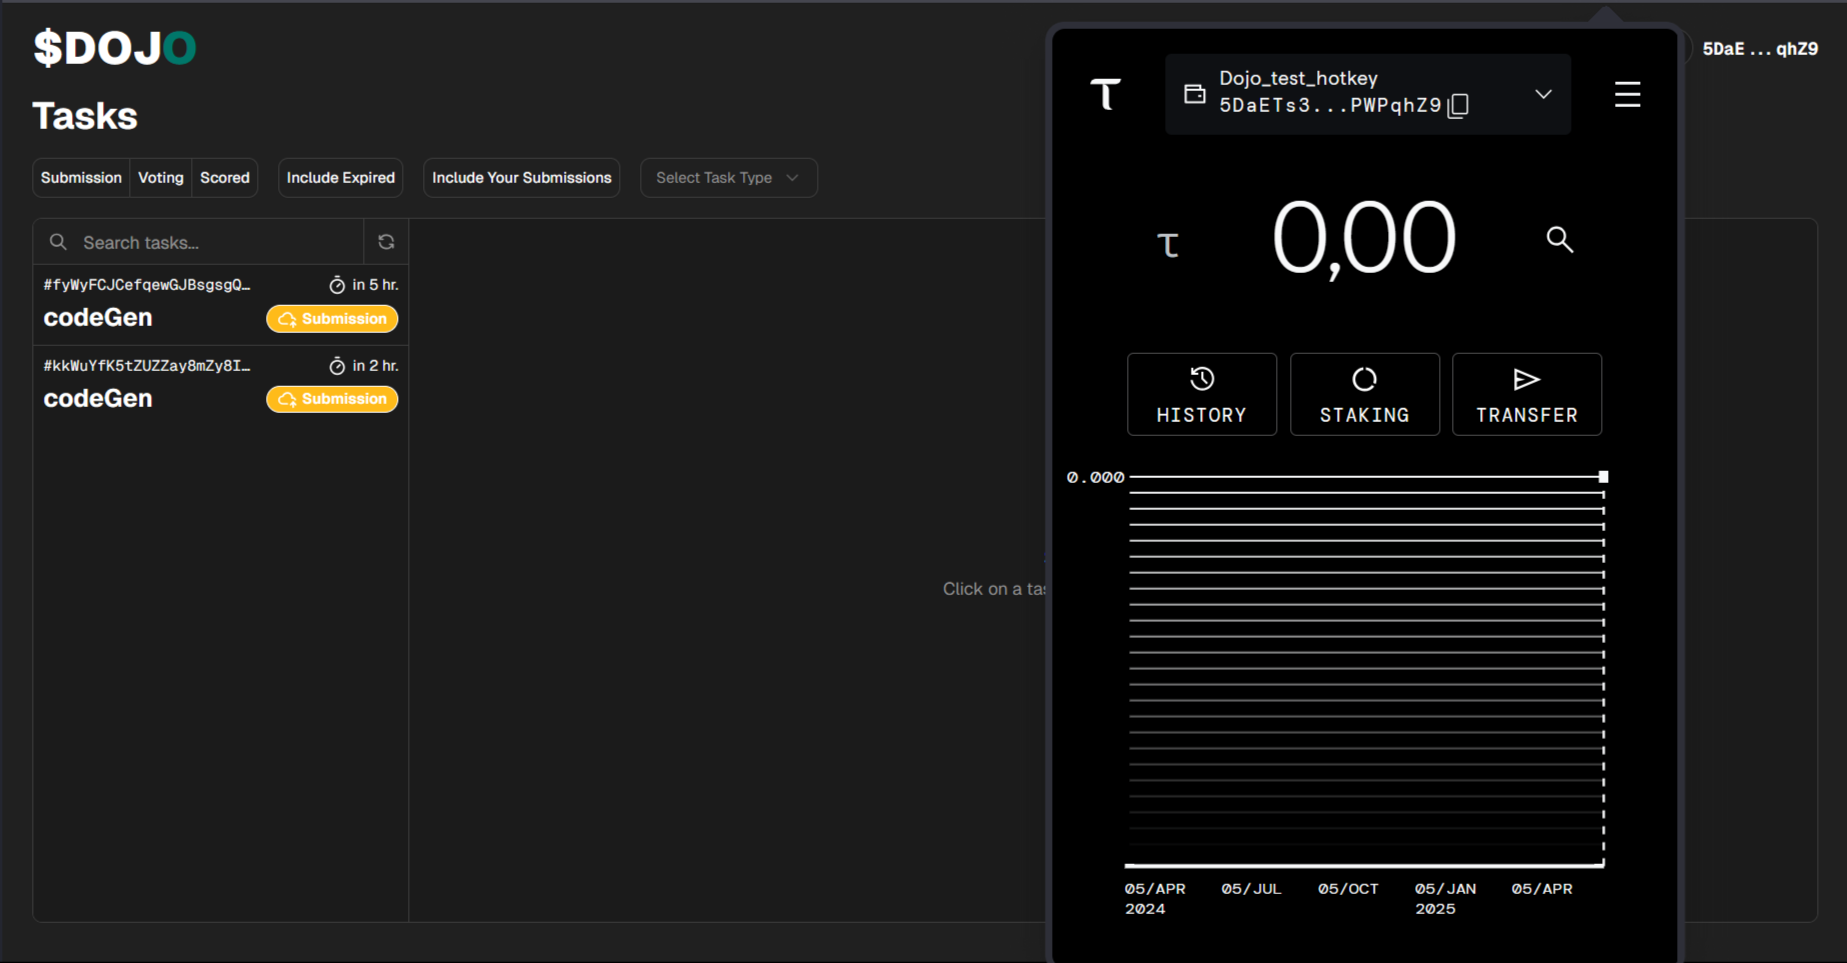 $DOJO
Tasks
Submission
Voting
Scored
Include Expired
Include Your Submissions
Select Task Type
Search tasks...
#fyWyFCJCefqewGJBsgsgQ…
in 5 hr.
codeGen
Submission
#kkWuYfK5tZUZZay8mZy8I…
in 2 hr.
codeGen
Submission
Click on a
5DaE ... qhZ9
Dojo_test_hotkey
5DaETs3...PWPqhZ9
τ
0,00
HISTORY
STAKING
TRANSFER
0.000
05/APR
2024
05/JUL
05/OCT
05/JAN
2025
05/APR